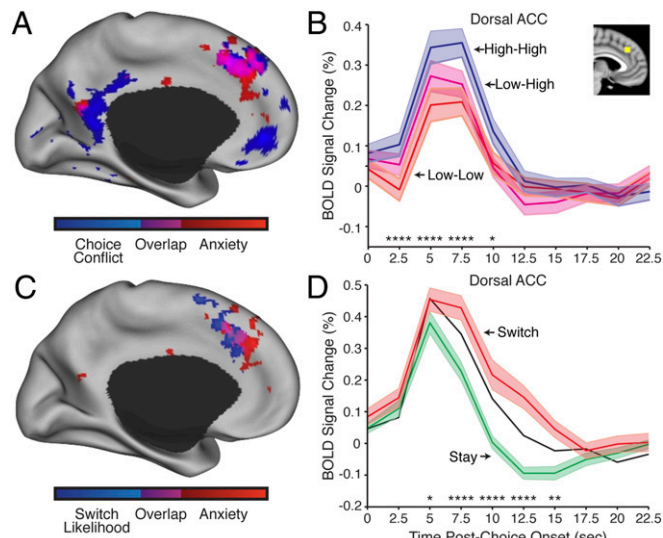 A
Choice Conflict
Overlap
Anxiety
B
Dorsal ACC
BOLD Signal Change (%)
0.4
0.3
0.2
0.1
0
-0.1
High-High
Low-High
Low-Low
**** **** **** *
0 2.5 5 7.5 10 12.5 15 17.5 20 22.5
C
Switch Likelihood
Overlap
Anxiety
D
Dorsal ACC
BOLD Signal Change (%)
0.5
0.4
0.3
0.2
0.1
0
-0.1
-0.2
Switch
Stay
* **** **** **** **
0 2.5 5 7.5 10 12.5 15 17.5 20 22.5
Time Post-Choice Onset (sec)